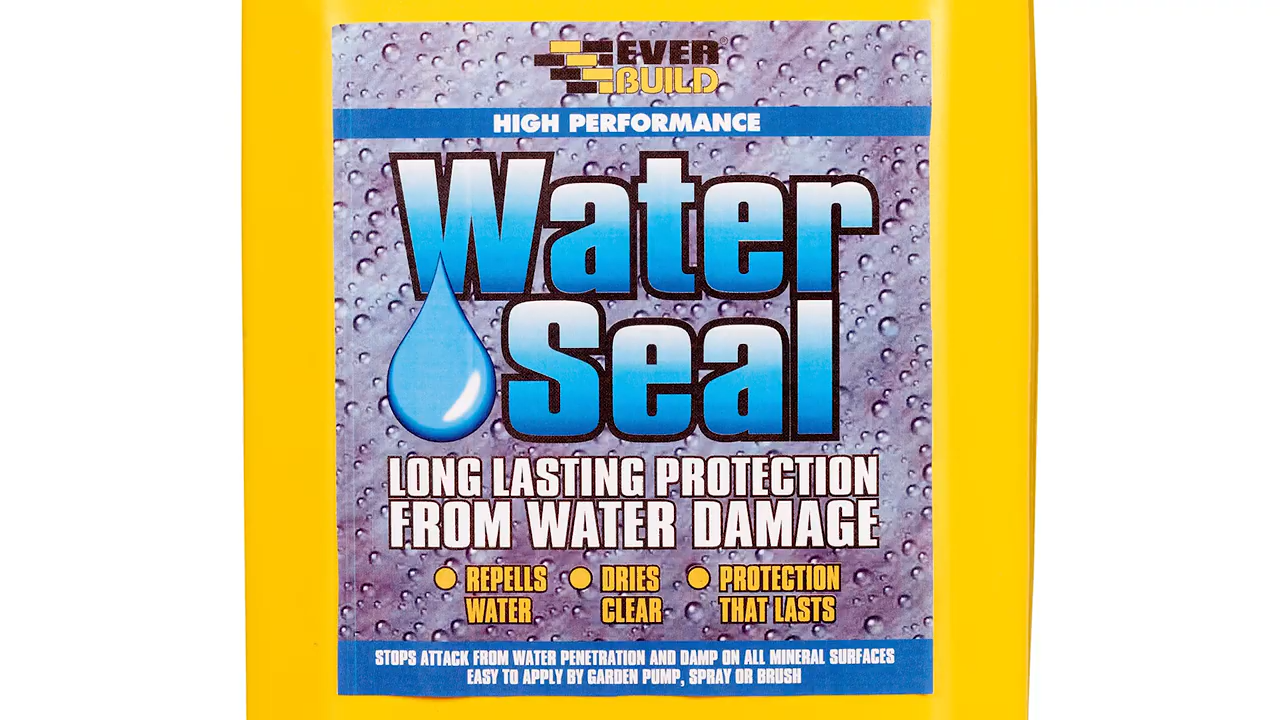 EVER
BUILD®
HIGH PERFORMANCE
Water
Seal
LONG LASTING PROTECTION
FROM WATER DAMAGE
REPELLS DRIES PROTECTION
WATER CLEAR THAT LASTS
STOPS ATTACK FROM WATER PENETRATION AND DAMP ON ALL MINERAL SURFACES
EASY TO APPLY BY GARDEN PUMP, SPRAY OR BRUSH